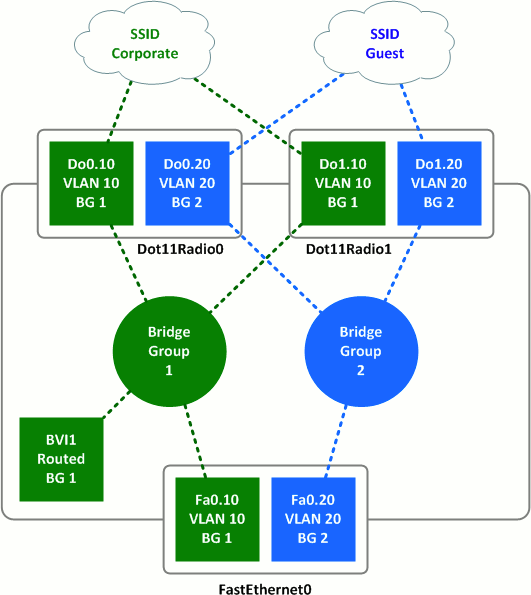 SSID
Corporate
SSID
Guest
Do0.10
VLAN 10
BG 1
Do0.20
VLAN 20
BG 2
Do1.10
VLAN 10
BG 1
Do1.20
VLAN 20
BG 2
Dot11Radio0
Dot11Radio1
Bridge
Group
1
Bridge
Group
2
BVI1
Routed
BG 1
Fa0.10
VLAN 10
BG 1
Fa0.20
VLAN 20
BG 2
FastEthernet0